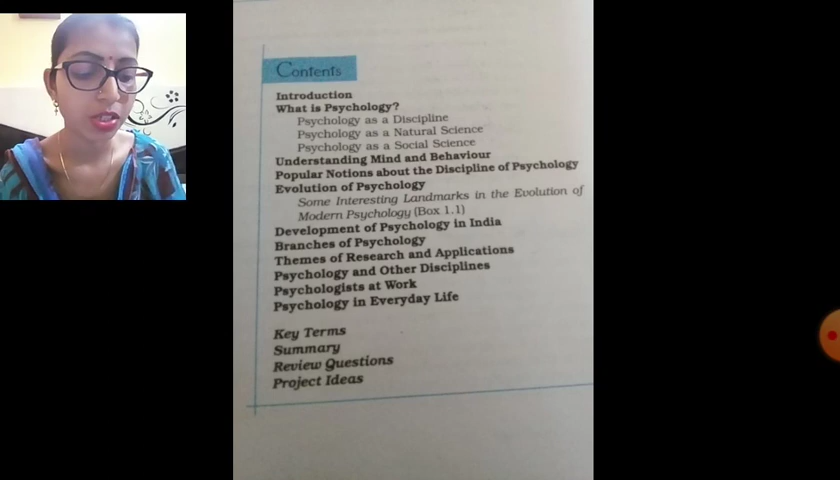 Contents
Introduction
What is Psychology?
Psychology as a Discipline
Psychology as a Natural Science
Psychology as a Social Science
Understanding Mind and Behaviour
Popular Notions about the Discipline of Psychology
Evolution of Psychology
Some Interesting Landmarks in the Evolution of
Modern Psychology (Box 1.1)
Development of Psychology in India
Branches of Psychology
Themes of Research and Applications
Psychology and Other Disciplines
Psychologists at Work
Psychology in Everyday Life
Key Terms
Summary
Review Questions
Project Ideas